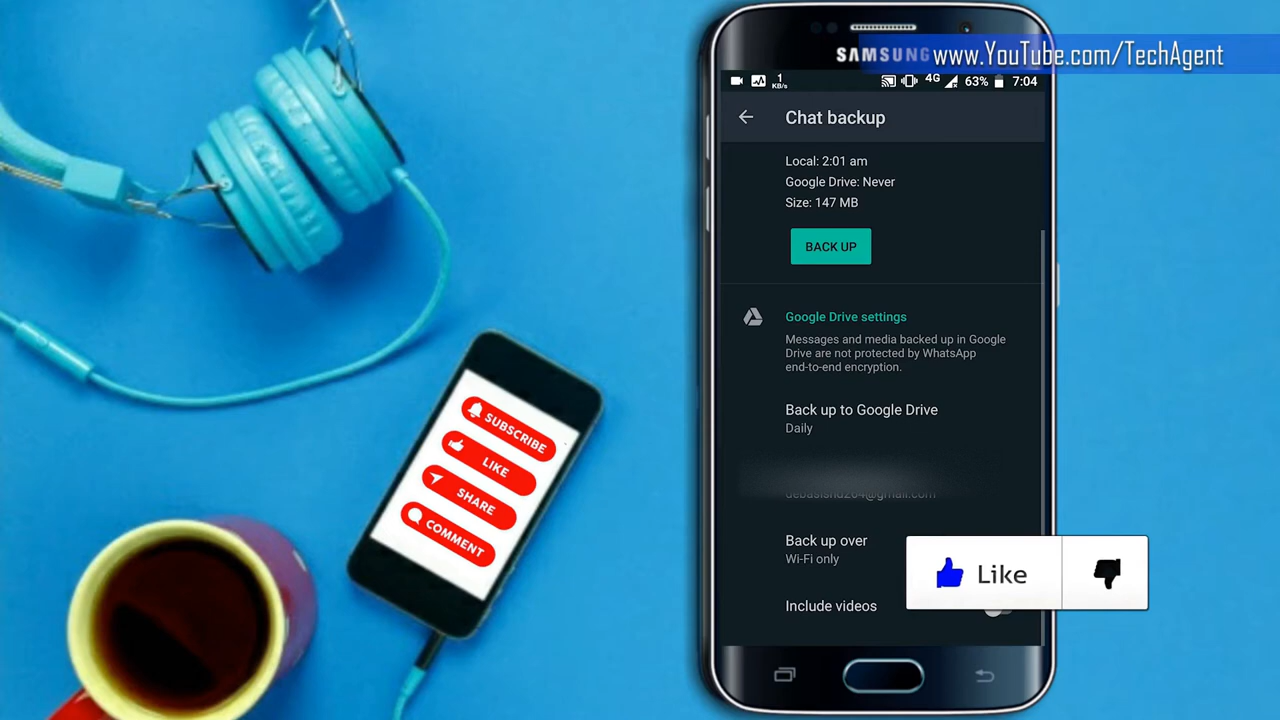 www.YouTube.com/TechAgent
SAMSUNG
1
KB/s
4G
63%
7:04
Chat backup
Local: 2:01 am
Google Drive: Never
Size: 147 MB
BACK UP
Google Drive settings
Messages and media backed up in Google
Drive are not protected by WhatsApp
end-to-end encryption.
Back up to Google Drive
Daily
Back up over
Wi-Fi only
Include videos
Like
SUBSCRIBE
LIKE
SHARE
COMMENT